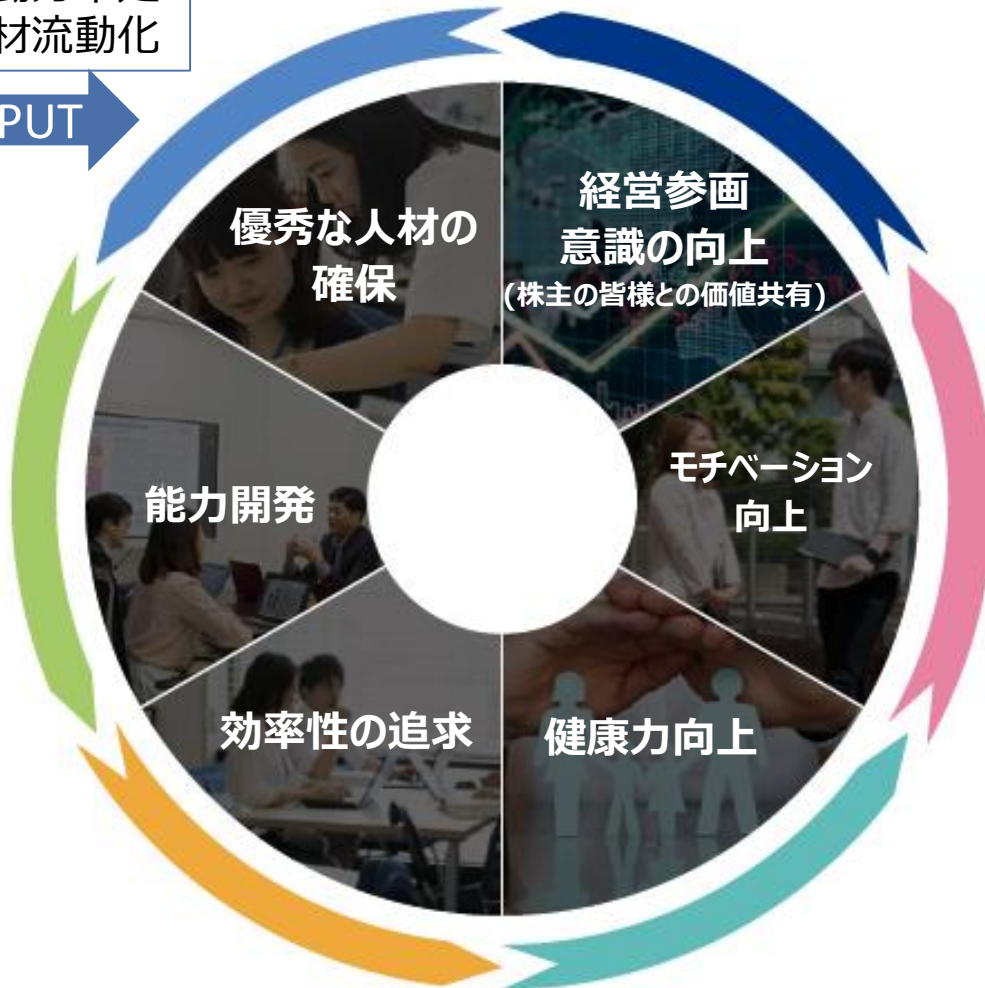 材流動化
PUT
優秀な人材の
確保
経営参画
意識の向上
(株主の皆様との価値共有)
能力開発
モチベーション
向上
効率性の追求
健康力向上